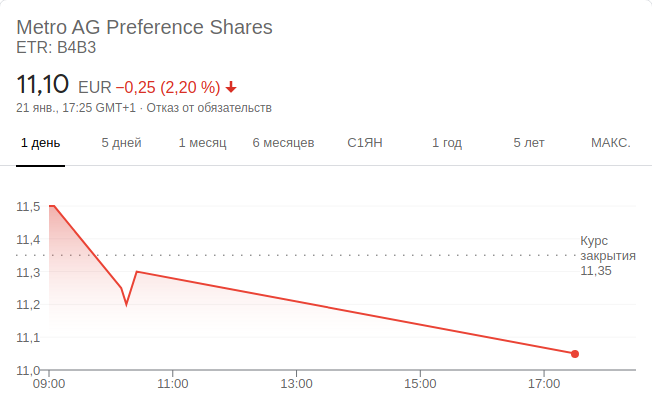 Metro AG Preference Shares
ETR: B4B3
11,10 EUR −0,25 (2,20 %)
21 янв., 17:25 GMT+1 · Отказ от обязательств
1 день 5 дней 1 месяц 6 месяцев С1ЯН 1 год 5 лет МАКС.
11,5
11,4
Курс
закрытия
11,35
11,3
11,2
11,1
11,0
09:00 11:00 13:00 15:00 17:00